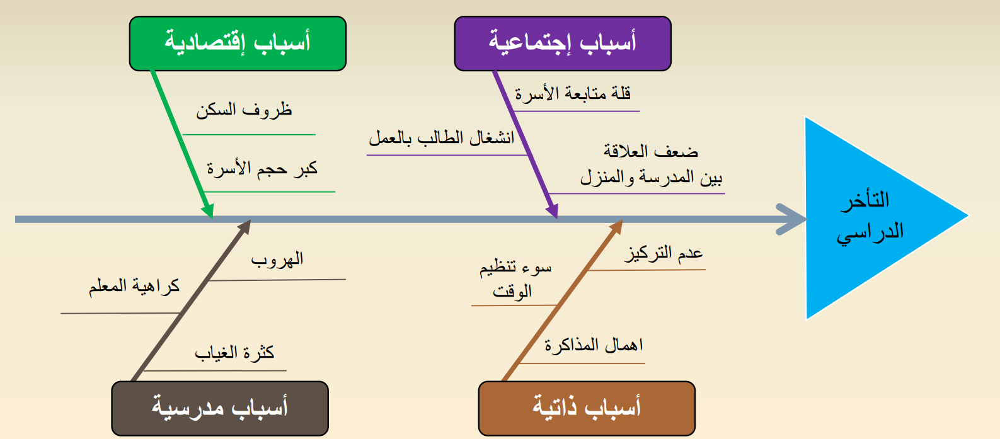 أسباب إجتماعية
أسباب إقتصادية
قلة متابعة الأسرة
انشغال الطالب بالعمل
ضعف العلاقة
بين المدرسة والمنزل
ظروف السكن
كبر حجم الأسرة
التأخر
الدراسي
عدم التركيز
سوء تنظيم
الوقت
اهمال المذاكرة
الهروب
كراهية المعلم
كثرة الغياب
أسباب ذاتية
أسباب مدرسية